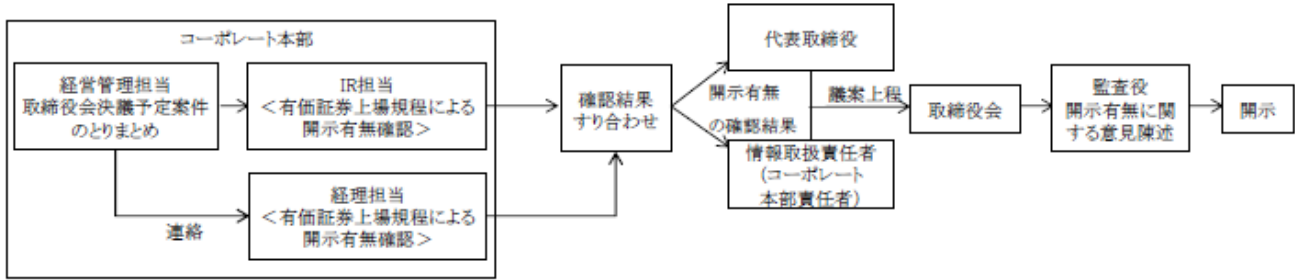 コーポレート本部
経営管理担当
取締役会決議予定案件
のとりまとめ
IR担当
＜有価証券上場規程による
開示有無確認＞
連絡
経理担当
＜有価証券上場規程による
開示有無確認＞
確認結果
すり合わせ
代表取締役
開示有無
の確認結果
情報取扱責任者
(コーポレート
本部責任者)
議案上程
取締役会
監査役
開示有無に関
する意見陳述
開示